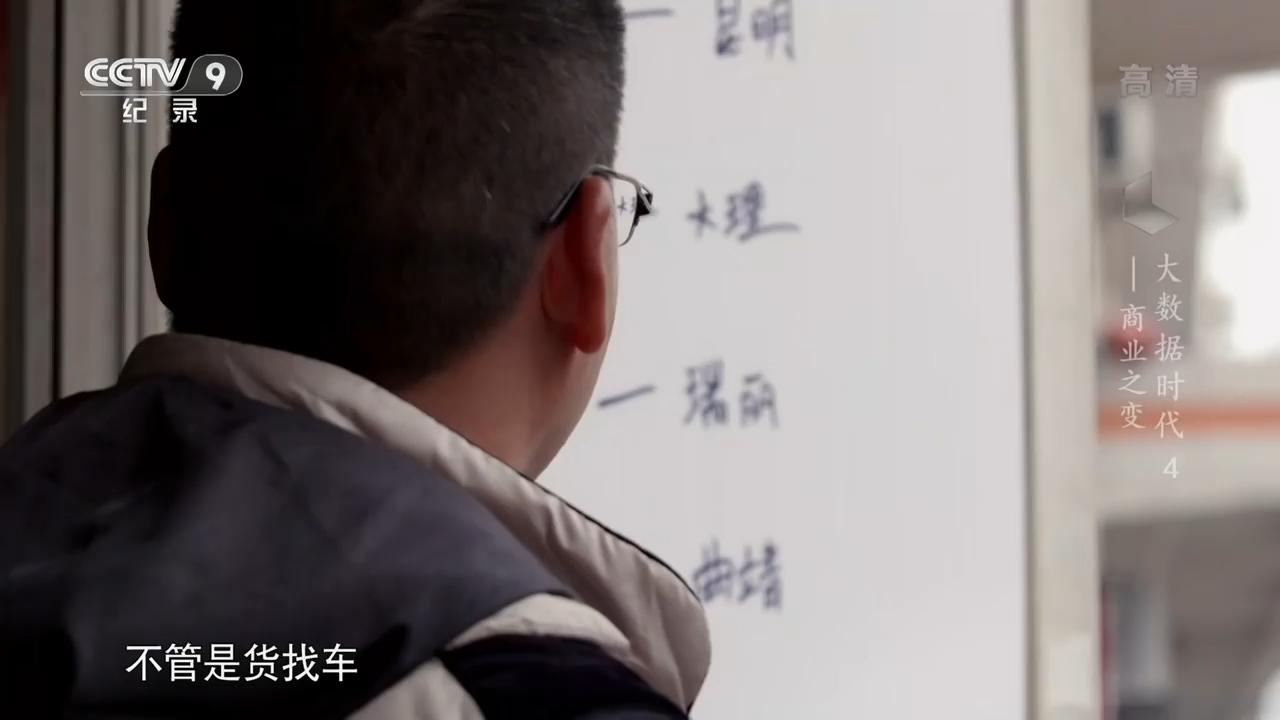 CCTV 9
纪录
高清
大数据时代 4
—商业之变
— 昆明
大理
— 瑞丽
曲靖
不管是货找车